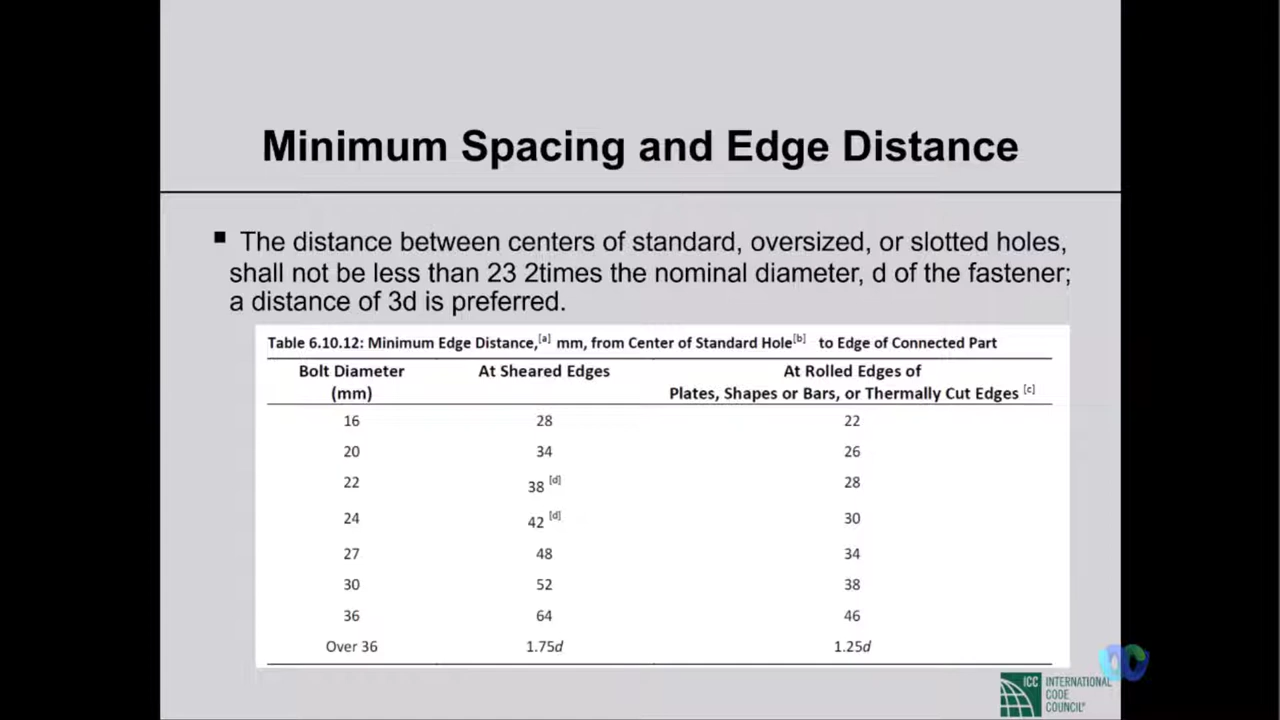 Minimum Spacing and Edge Distance
■ The distance between centers of standard, oversized, or slotted holes,
shall not be less than 23 2times the nominal diameter, d of the fastener;
a distance of 3d is preferred.
Table 6.10.12: Minimum Edge Distance,[a] mm, from Center of Standard Hole[b] to Edge of Connected Part
Bolt Diameter (mm) At Sheared Edges At Rolled Edges of Plates, Shapes or Bars, or Thermally Cut Edges [c]
16 28 22
20 34 26
22 38 [d] 28
24 42 [d] 30
27 48 34
30 52 38
36 64 46
Over 36 1.75d 1.25d
ICC INTERNATIONAL
CODE
COUNCIL®